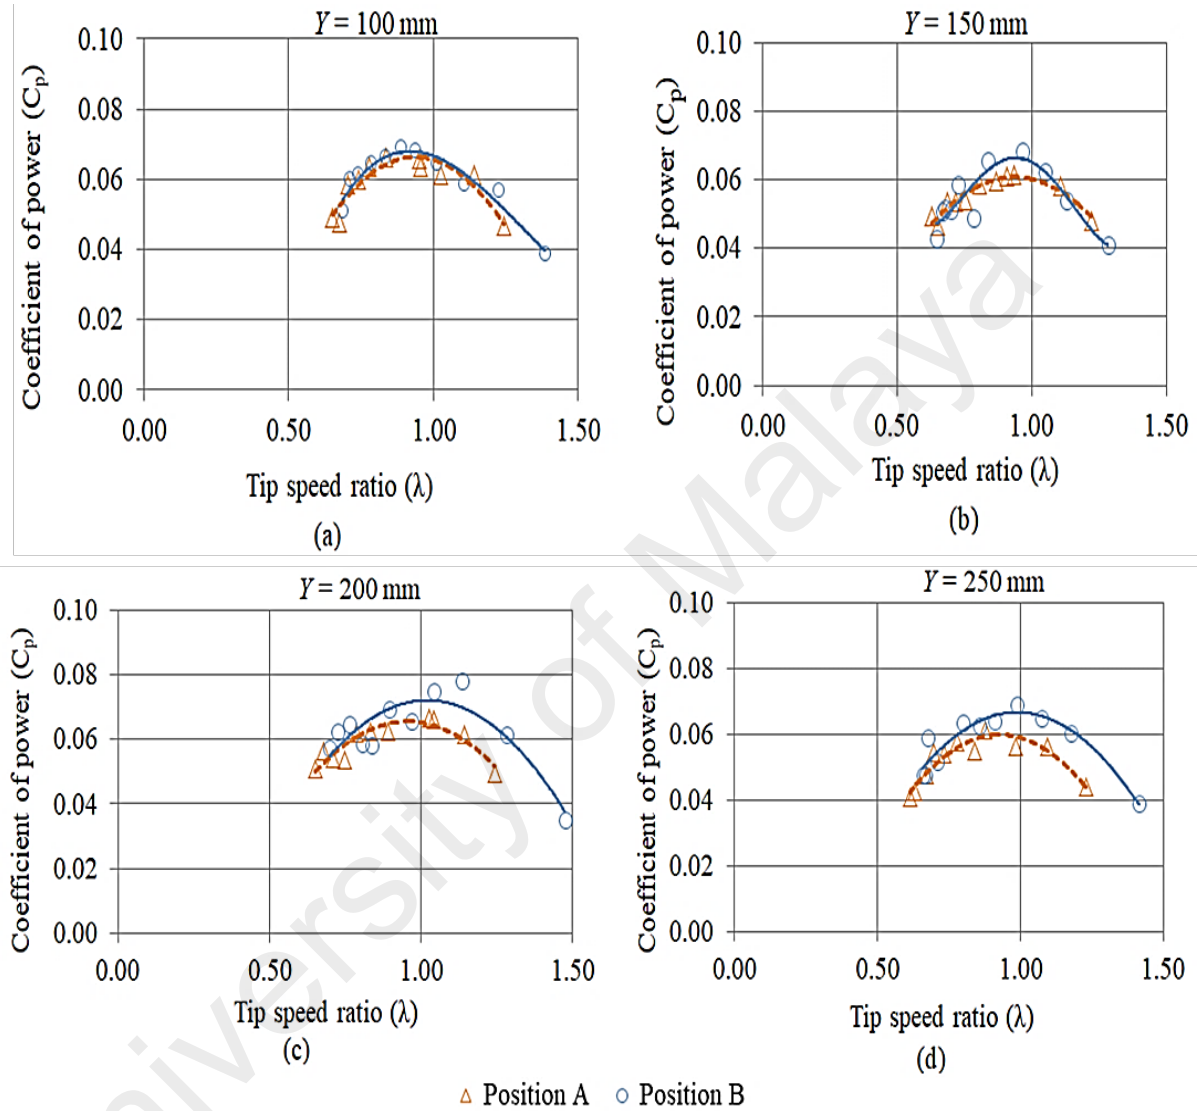 Y = 100 mm
Coefficient of power (Cp)
0.10
0.08
0.06
0.04
0.02
0.00
0.00 0.50 1.00 1.50
Tip speed ratio (λ)
(a)
Y = 150 mm
Coefficient of power (Cp)
0.10
0.08
0.06
0.04
0.02
0.00
0.00 0.50 1.00 1.50
Tip speed ratio (λ)
(b)
Y = 200 mm
Coefficient of power (Cp)
0.10
0.08
0.06
0.04
0.02
0.00
0.00 0.50 1.00 1.50
Tip speed ratio (λ)
(c)
Y = 250 mm
Coefficient of power (Cp)
0.10
0.08
0.06
0.04
0.02
0.00
0.00 0.50 1.00 1.50
Tip speed ratio (λ)
(d)
Position A Position B
niversity of Malaya